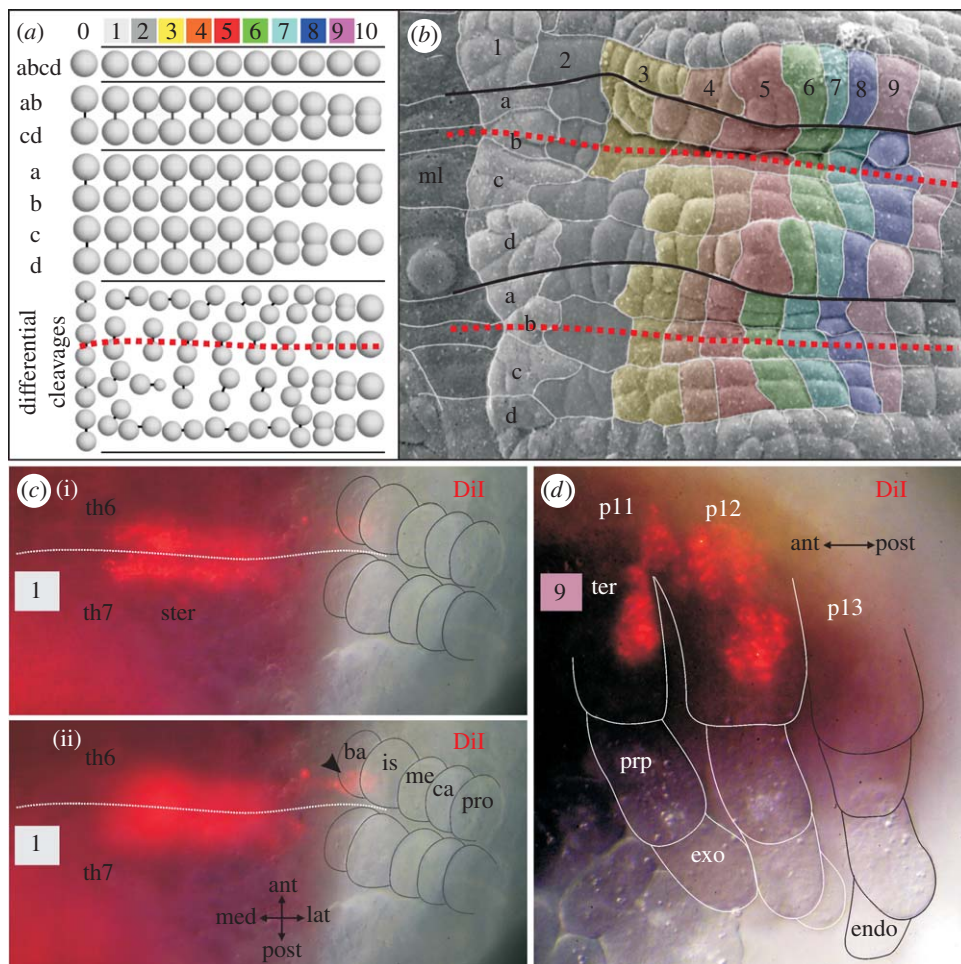 (a) 0 1 2 3 4 5 6 7 8 9 10
abcd
ab
cd
a
b
c
d
differential
cleavages
(b)
1 2 3 4 5 6 7 8 9
a
b
ml
c
d
a
b
c
d
(c) (i) DiI
th6
1
th7 ster
(ii) DiI
th6
ba
is
me
ca
pro
1
th7
ant
med lat
post
(d) DiI
p11 p12
ant post
9 ter
p13
prp
exo
endo